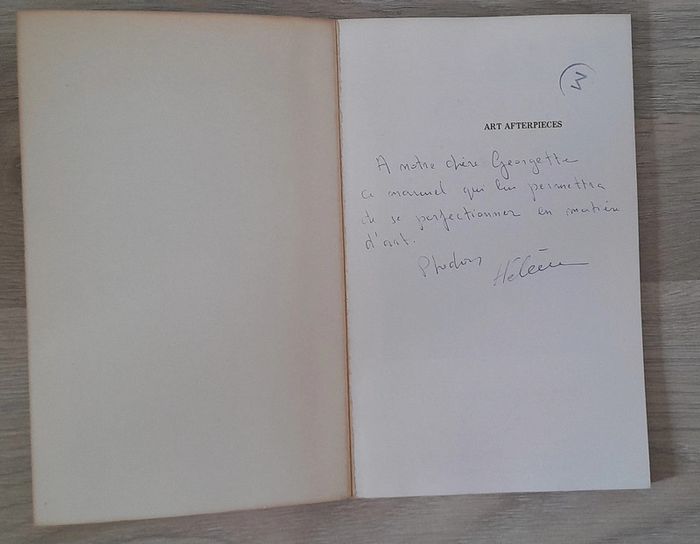 3
ART AFTERPIECES
A notre chère Georgette
ce manuel qui lui permettra
de se perfectionner en matière
d'art.
Hélène